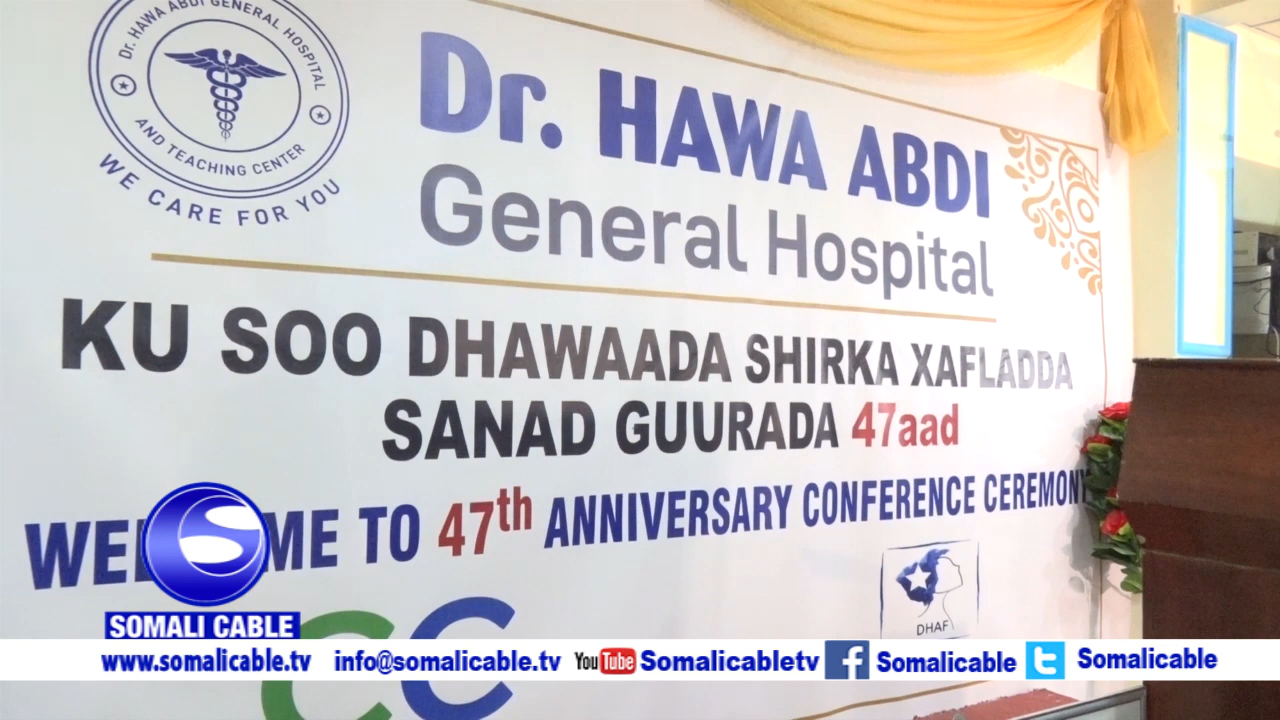 Dr. HAWA ABDI GENERAL HOSPITAL
AND TEACHING CENTER
WE CARE FOR YOU
Dr. HAWA ABDI
General Hospital
KU SOO DHAWAADA SHIRKA XAFLADDA
SANAD GUURADA 47aad
TO 47th ANNIVERSARY CONFERENCE CEREMONY
DHAF
CC
S
SOMALI CABLE
www.somalicable.tv info@somalicable.tv YouTube Somalicabletv f Somalicable t Somalicable